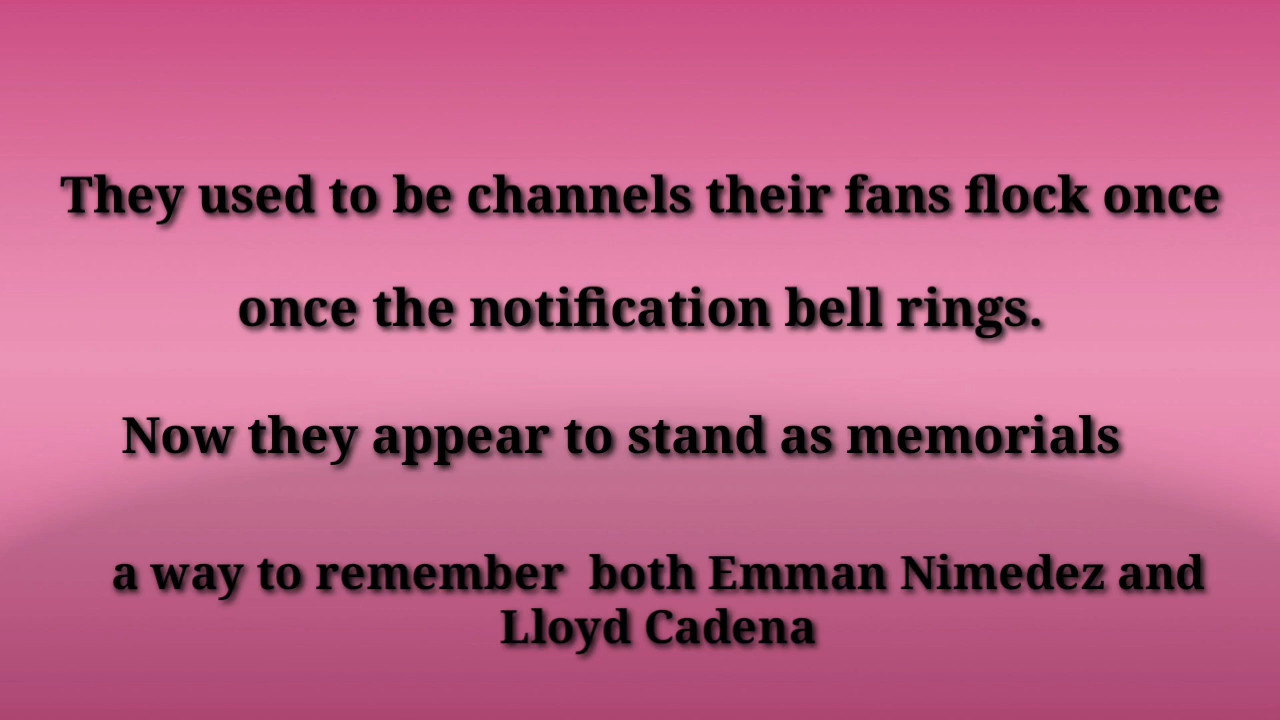 They used to be channels their fans flock once
once the notification bell rings.
Now they appear to stand as memorials
a way to remember  both Emman Nimedez and
Lloyd Cadena